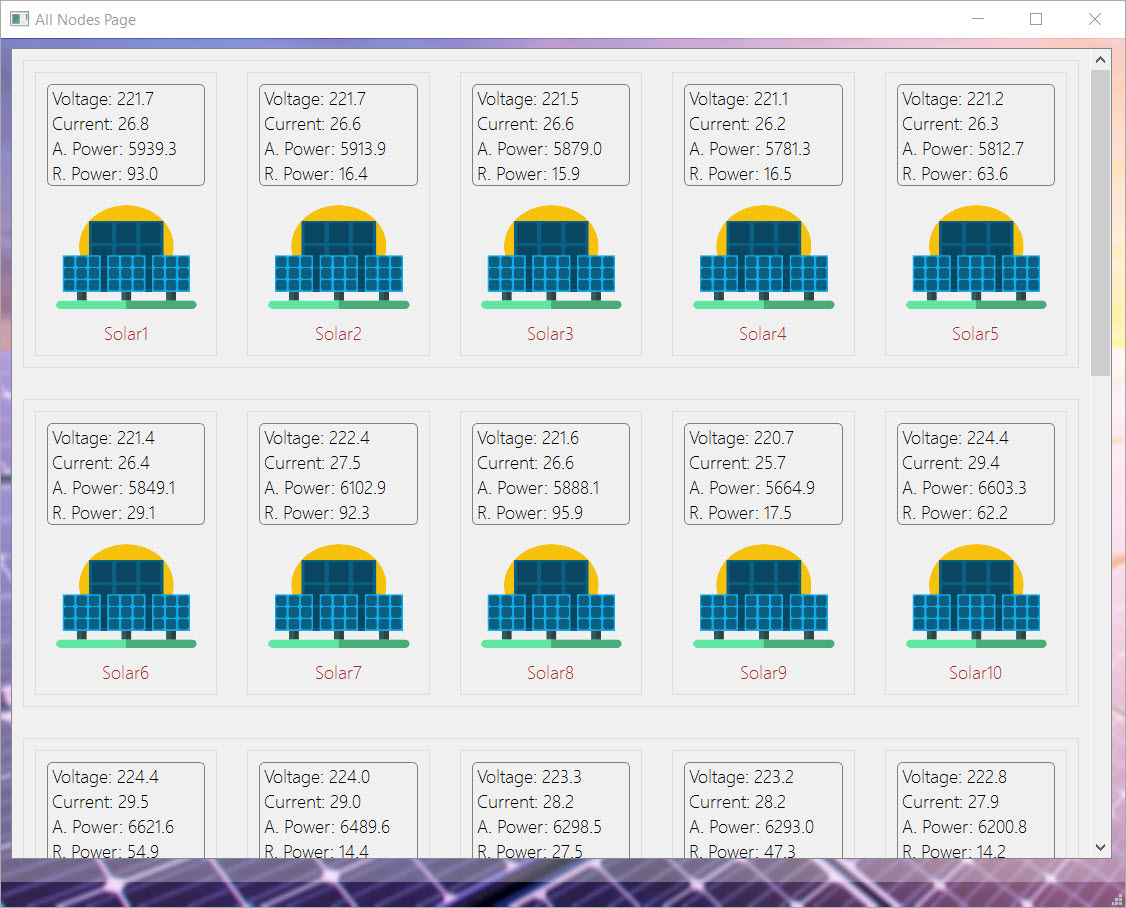 All Nodes Page
Voltage: 221.7
Current: 26.8
A. Power: 5939.3
R. Power: 93.0
Solar1
Voltage: 221.7
Current: 26.6
A. Power: 5913.9
R. Power: 16.4
Solar2
Voltage: 221.5
Current: 26.6
A. Power: 5879.0
R. Power: 15.9
Solar3
Voltage: 221.1
Current: 26.2
A. Power: 5781.3
R. Power: 16.5
Solar4
Voltage: 221.2
Current: 26.3
A. Power: 5812.7
R. Power: 63.6
Solar5
Voltage: 221.4
Current: 26.4
A. Power: 5849.1
R. Power: 29.1
Solar6
Voltage: 222.4
Current: 27.5
A. Power: 6102.9
R. Power: 92.3
Solar7
Voltage: 221.6
Current: 26.6
A. Power: 5888.1
R. Power: 95.9
Solar8
Voltage: 220.7
Current: 25.7
A. Power: 5664.9
R. Power: 17.5
Solar9
Voltage: 224.4
Current: 29.4
A. Power: 6603.3
R. Power: 62.2
Solar10
Voltage: 224.4
Current: 29.5
A. Power: 6621.6
R. Power: 54.9
Voltage: 224.0
Current: 29.0
A. Power: 6489.6
R. Power: 14.4
Voltage: 223.3
Current: 28.2
A. Power: 6298.5
R. Power: 27.5
Voltage: 223.2
Current: 28.2
A. Power: 6293.0
R. Power: 47.3
Voltage: 222.8
Current: 27.9
A. Power: 6200.8
R. Power: 14.2